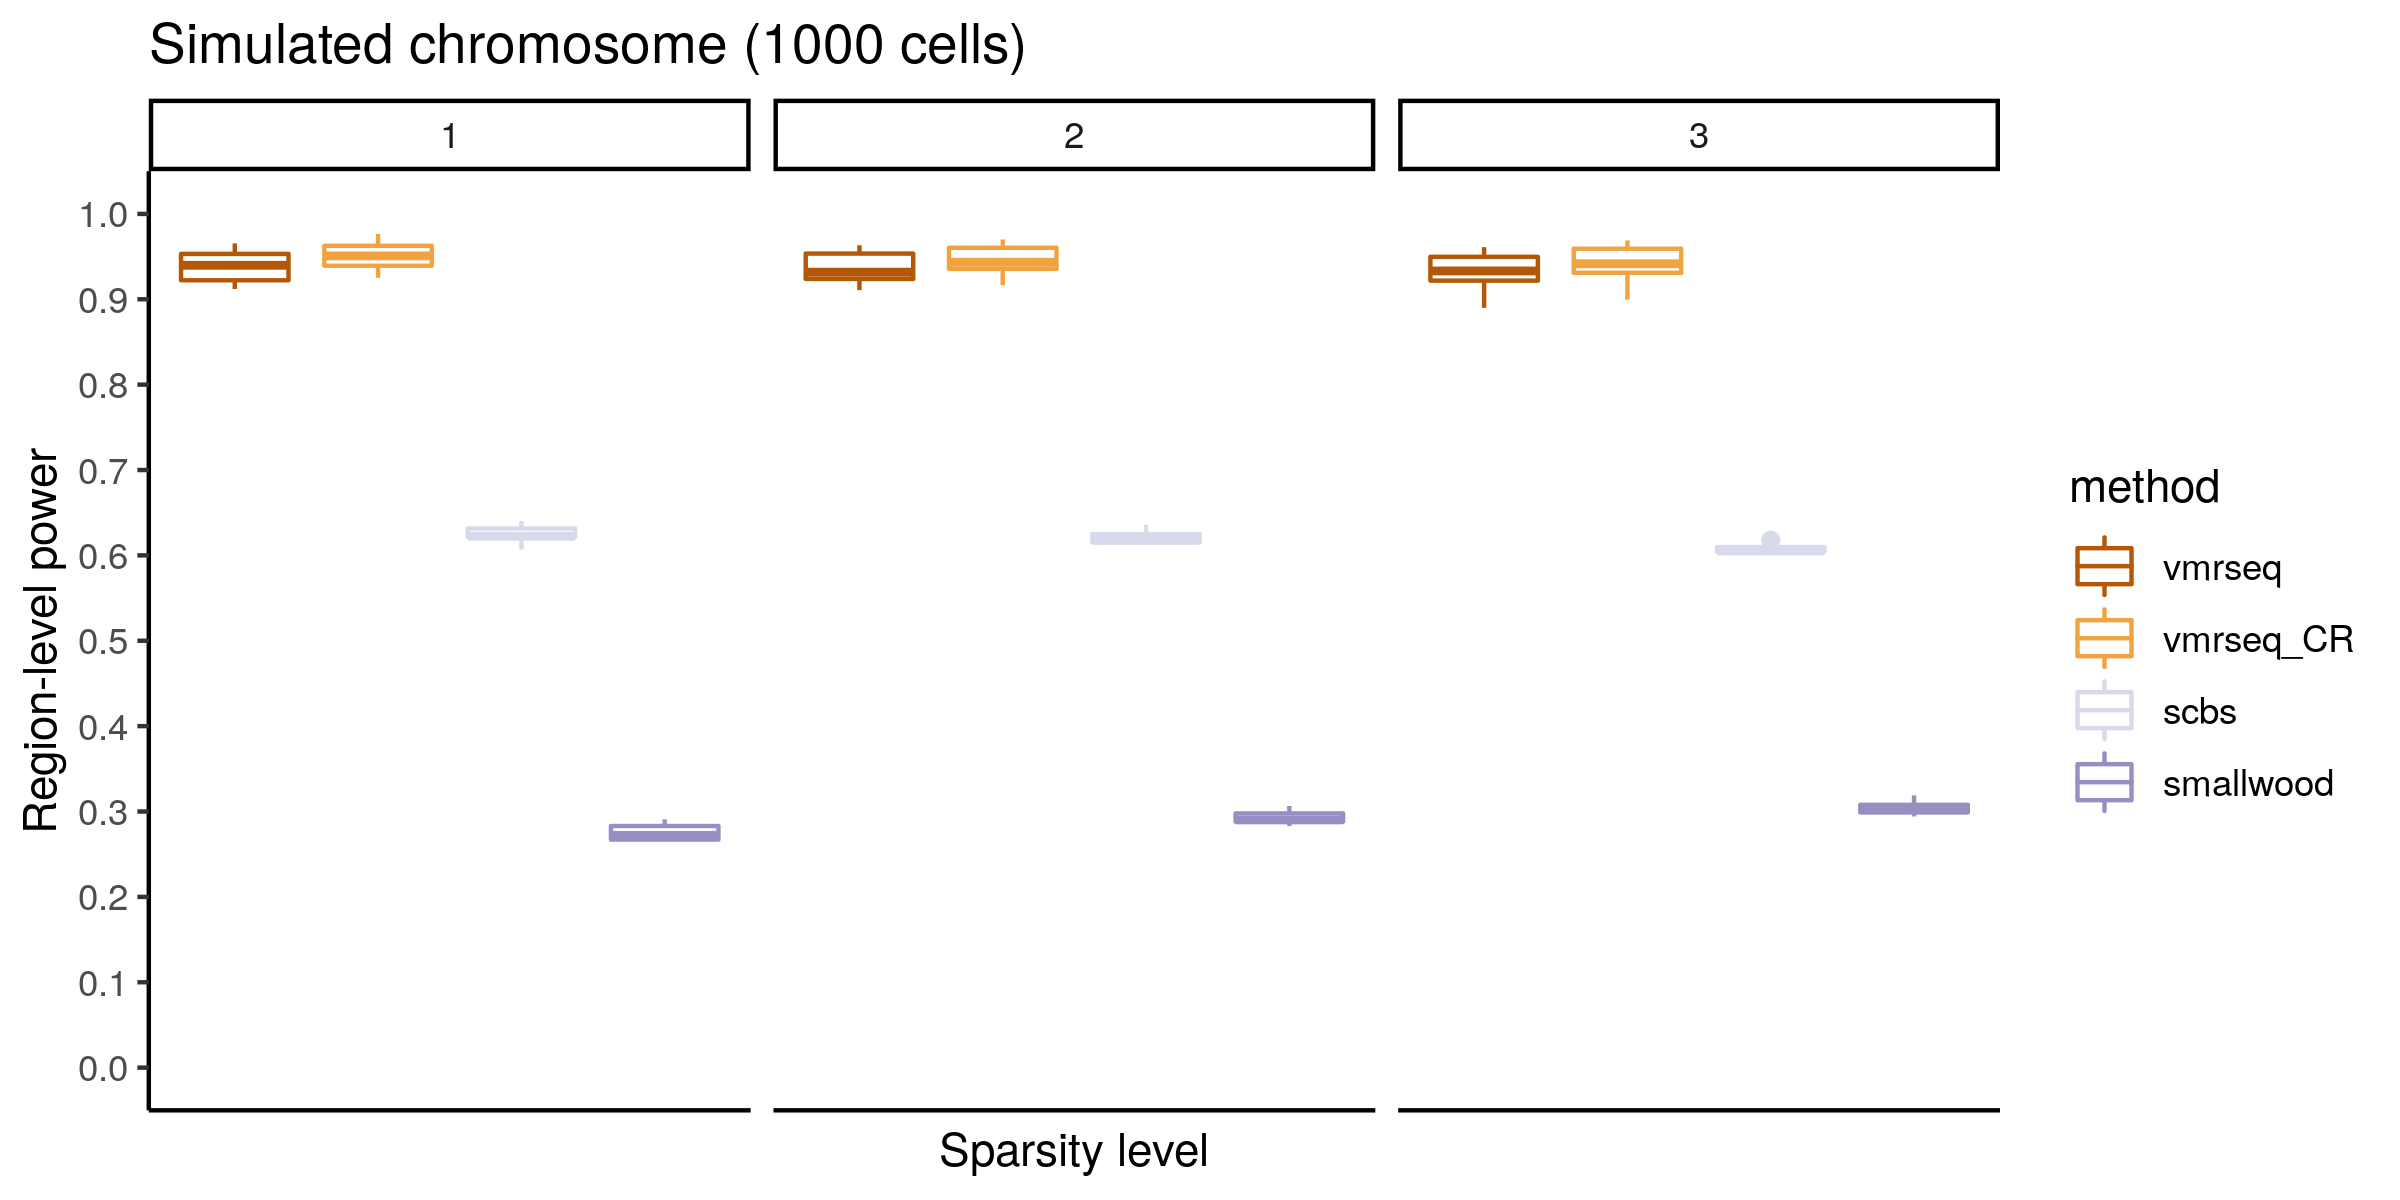 Simulated chromosome (1000 cells)
1
2
3
1.0
0.9
0.8
0.7
0.6
0.5
0.4
0.3
0.2
0.1
0.0
Region-level power
Sparsity level
method
vmrseq
vmrseq_CR
scbs
smallwood